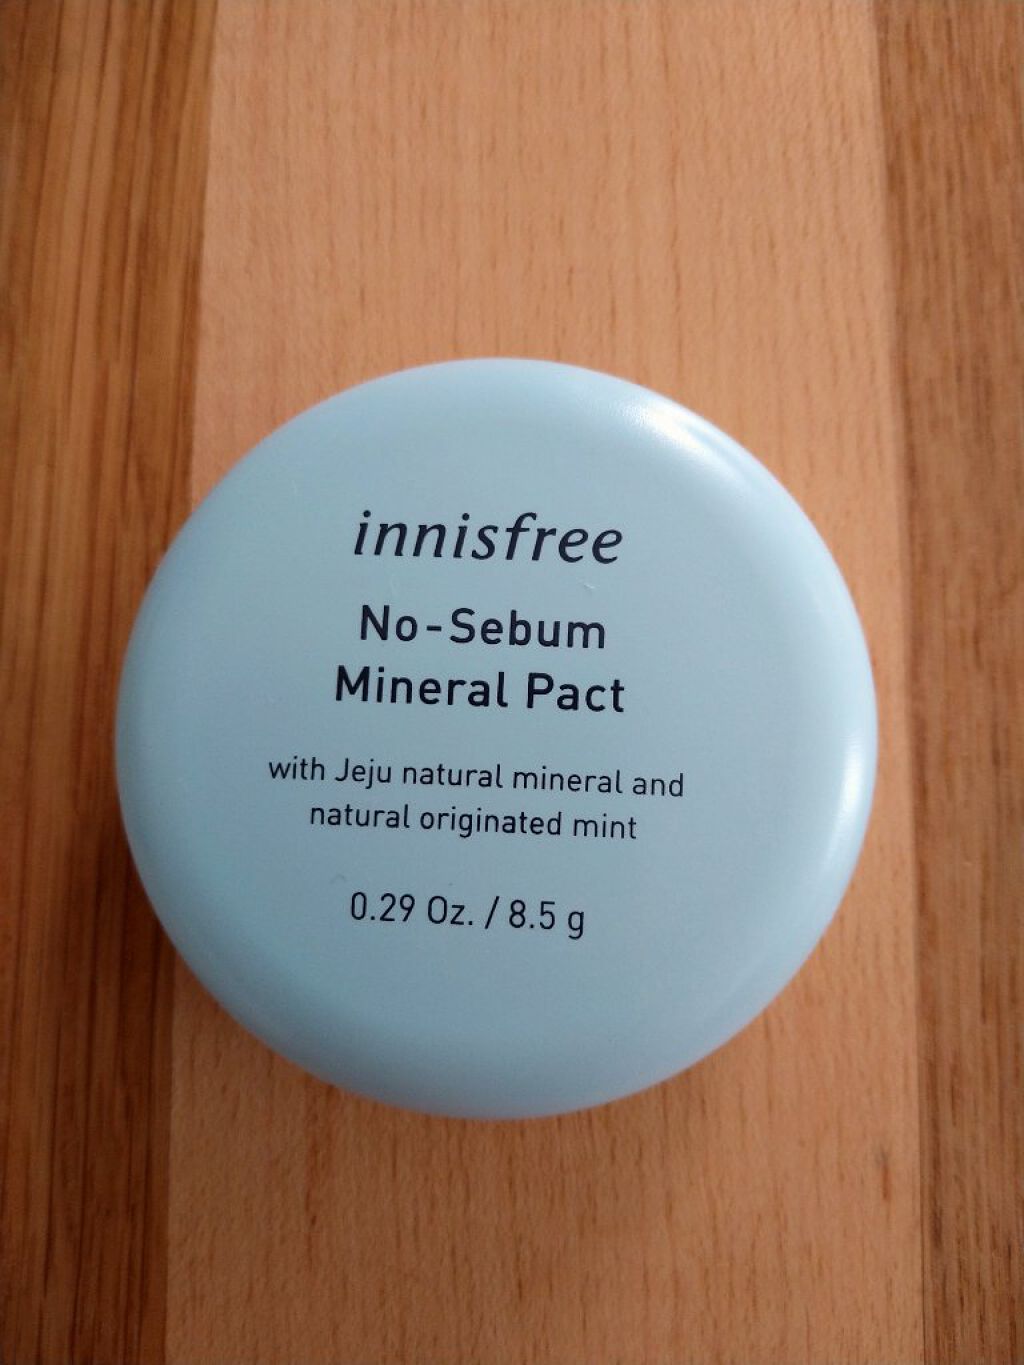 innisfree
No-Sebum
Mineral Pact
with Jeju natural mineral and
natural originated mint
0.29 Oz. / 8.5 g